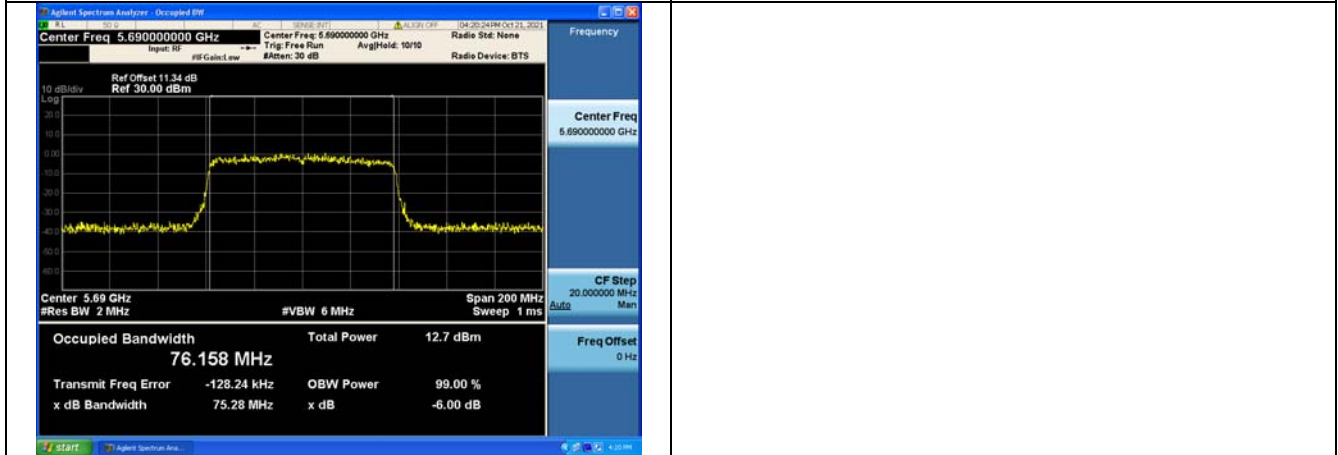 Agilent Spectrum Analyzer - Occupied BW
RL 50 Ω AC SENSE:INT ALIGN OFF 04:20:24 PM Oct 21, 2021
Center Freq 5.690000000 GHz
Center Freq: 5.690000000 GHz
Radio Std: None
Input: RF
Trig: Free Run Avg|Hold: 10/10
#IFGain:Low
#Atten: 30 dB
Radio Device: BTS
Frequency
Ref Offset 11.34 dB
10 dB/div Ref 30.00 dBm
Log
20.0
10.0
0.00
-10.0
-20.0
-30.0
-40.0
-50.0
-60.0
Center Freq
5.690000000 GHz
Center 5.69 GHz
Span 200 MHz
#Res BW 2 MHz
#VBW 6 MHz
Sweep 1 ms
CF Step
20.000000 MHz
Auto Man
Occupied Bandwidth
Total Power 12.7 dBm
76.158 MHz
Transmit Freq Error -128.24 kHz
OBW Power 99.00 %
x dB Bandwidth 75.28 MHz
x dB -6.00 dB
Freq Offset
0 Hz
start
Agilent Spectrum Ana...
4:20 PM